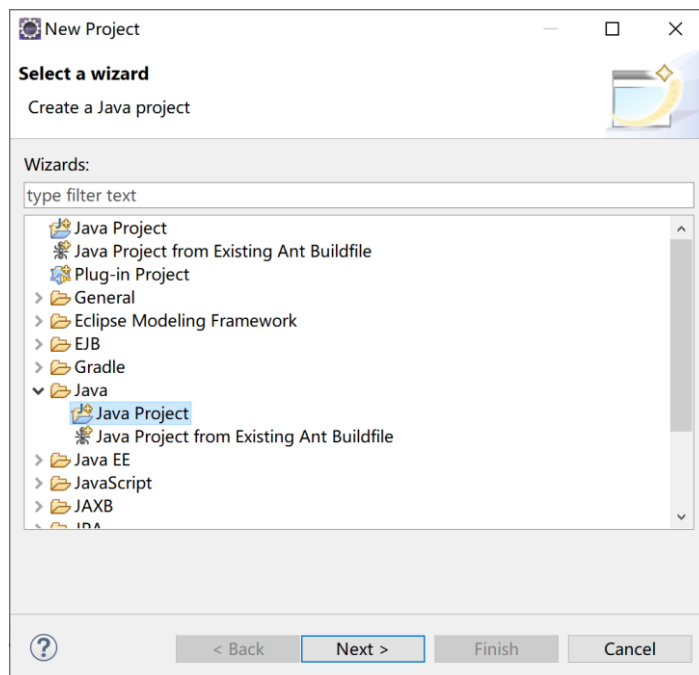 New Project
Select a wizard
Create a Java project
Wizards:
type filter text
Java Project
Java Project from Existing Ant Buildfile
Plug-in Project
General
Eclipse Modeling Framework
EJB
Gradle
Java
Java Project
Java Project from Existing Ant Buildfile
Java EE
JavaScript
JAXB
JPA
? < Back Next > Finish Cancel